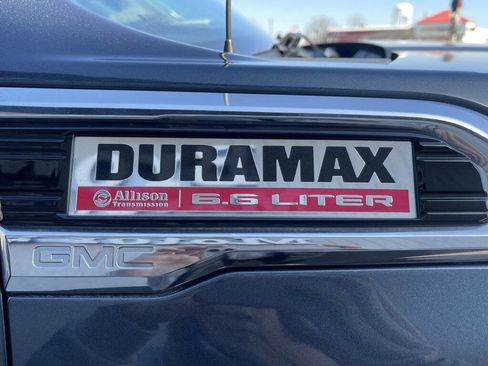 DURAMAX
Allison Transmission 6.6 LITER
GMC